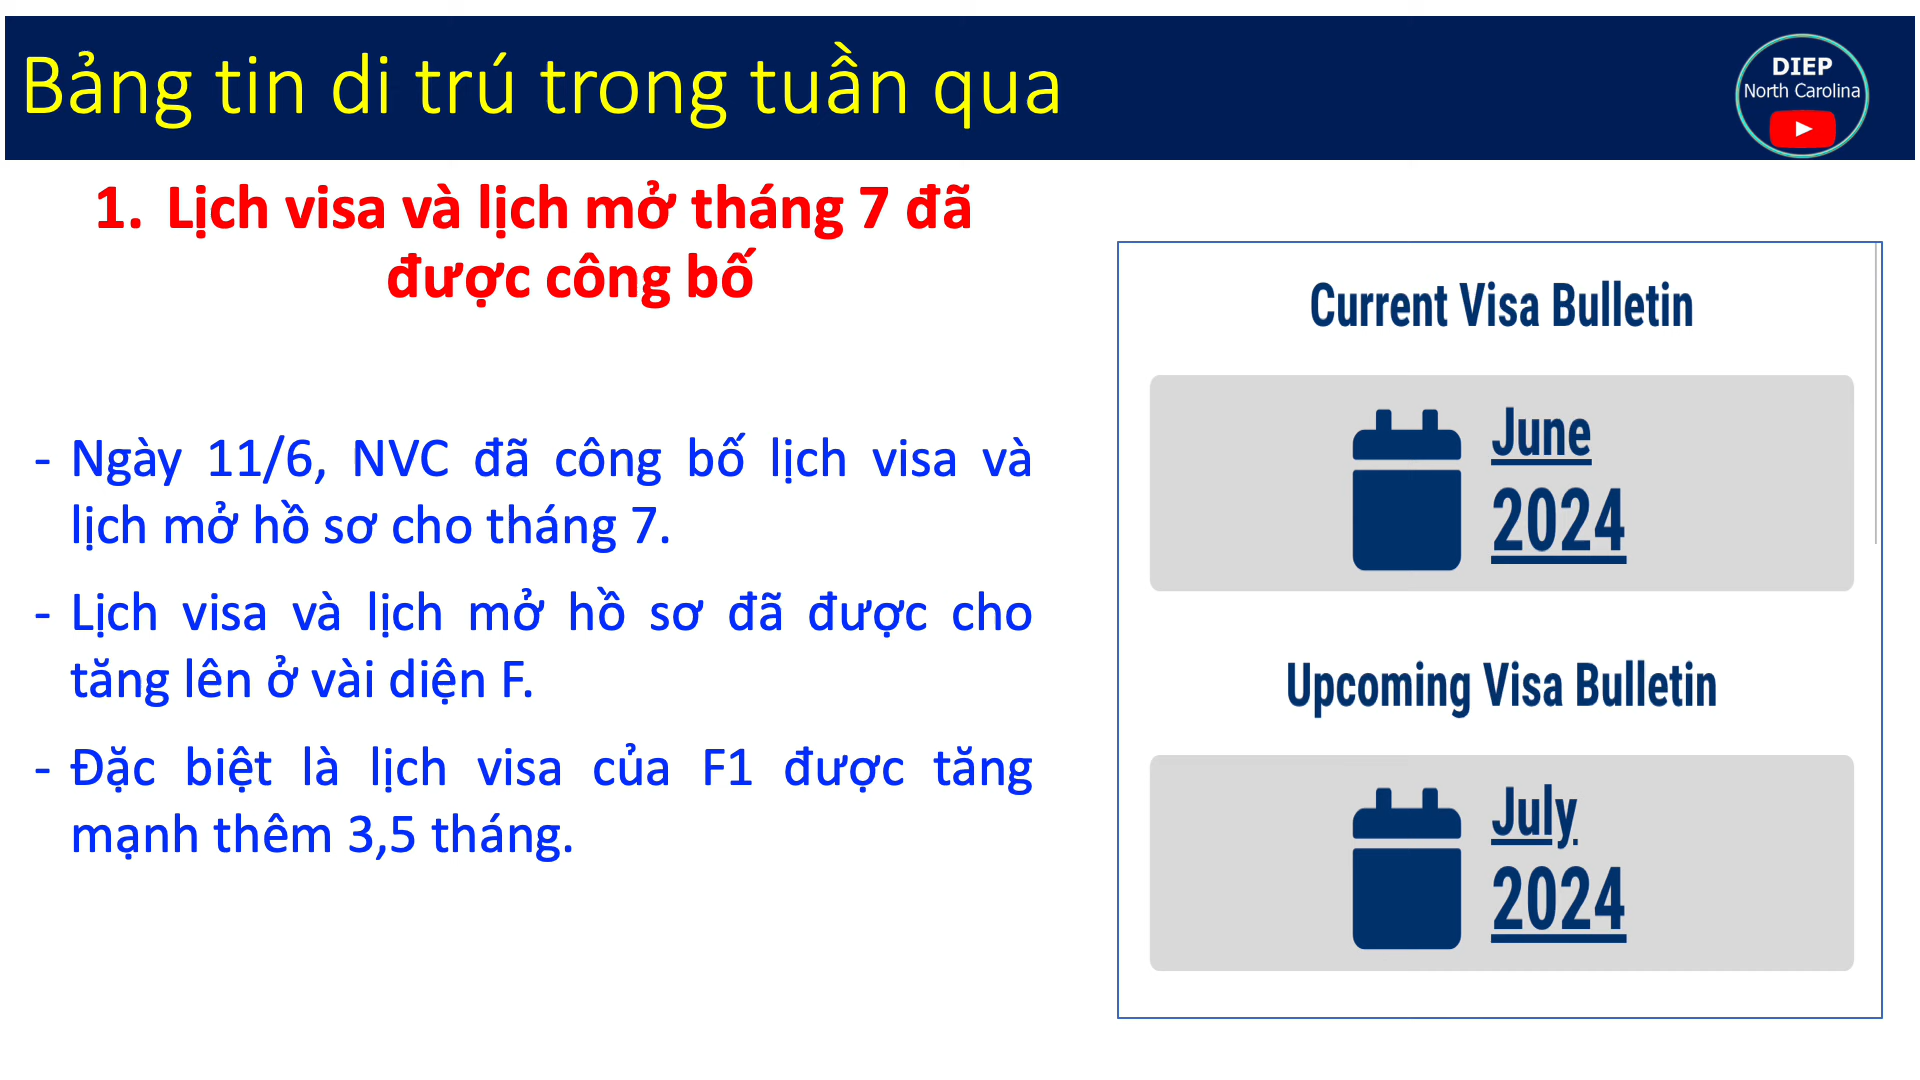 Bảng tin di trú trong tuần qua
DIEP
North Carolina
1. Lịch visa và lịch mở tháng 7 đã
được công bố
- Ngày 11/6, NVC đã công bố lịch visa và
lịch mở hồ sơ cho tháng 7.
- Lịch visa và lịch mở hồ sơ đã được cho
tăng lên ở vài diện F.
- Đặc biệt là lịch visa của F1 được tăng
mạnh thêm 3,5 tháng.
Current Visa Bulletin
June
2024
Upcoming Visa Bulletin
July
2024